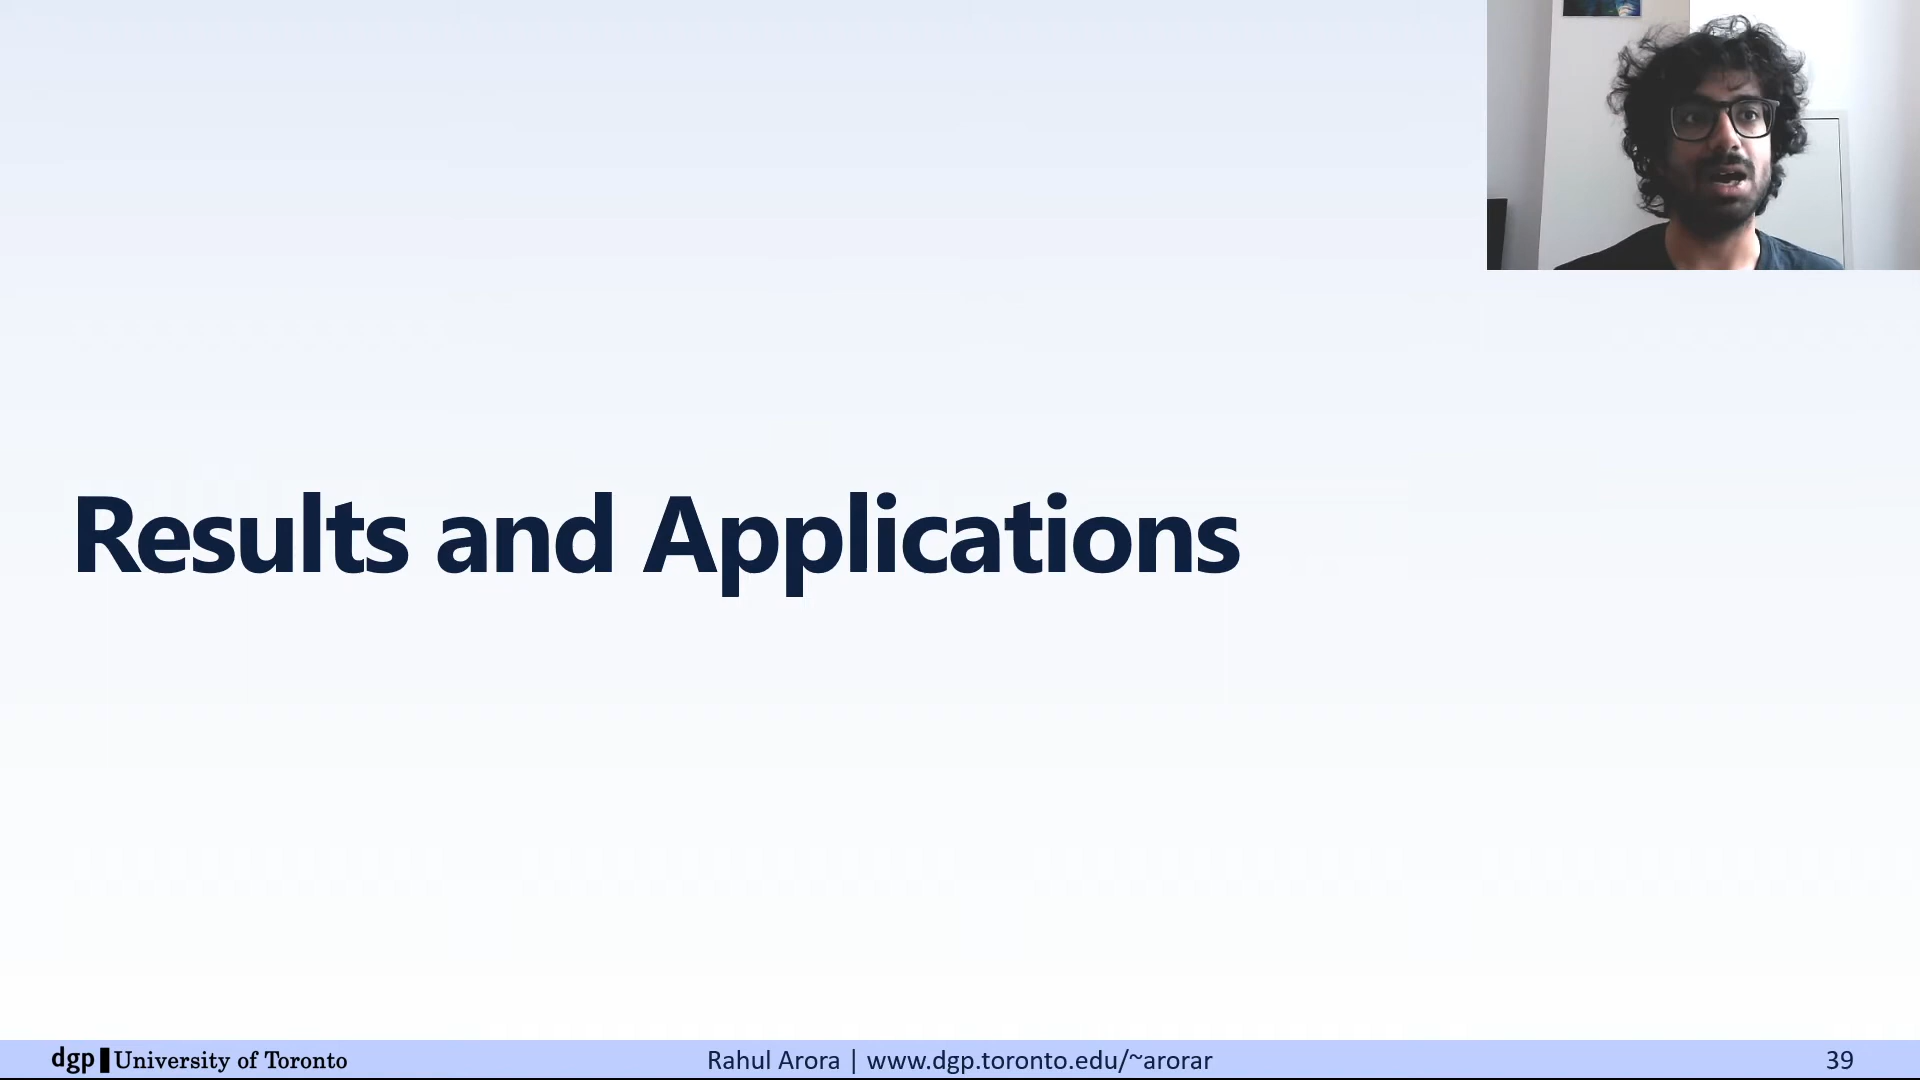 Results and Applications
dgp University of Toronto
Rahul Arora | www.dgp.toronto.edu/~arorar
39